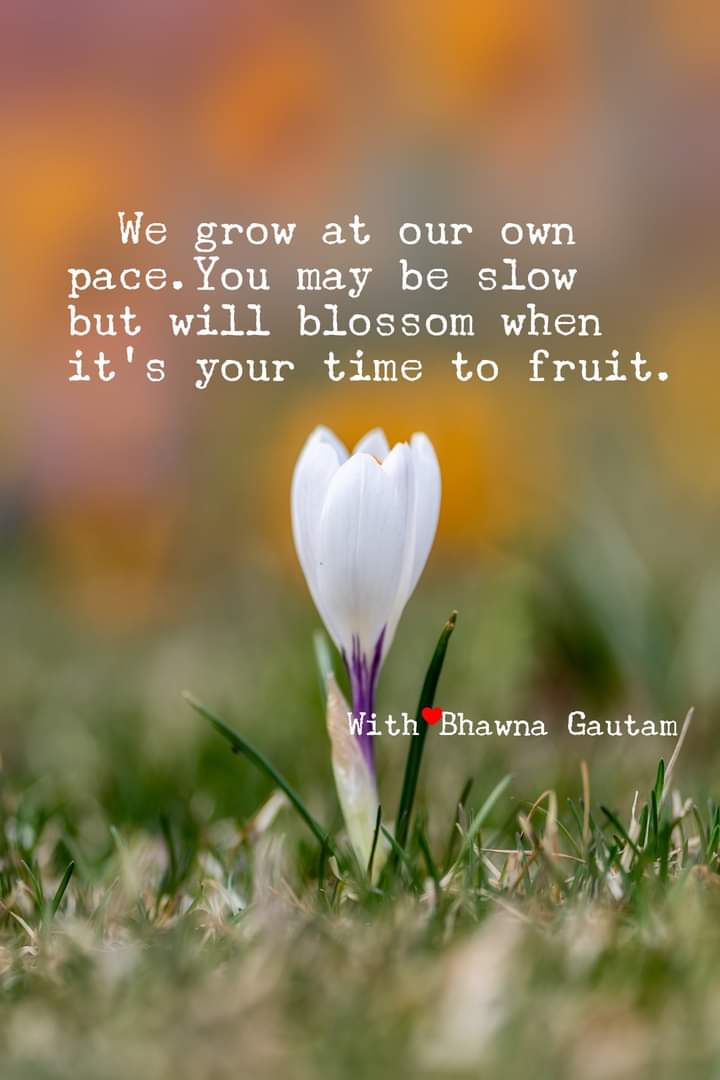 We grow at our own
pace.You may be slow
but will blossom when
it's your time to fruit.
With❤Bhawna Gautam